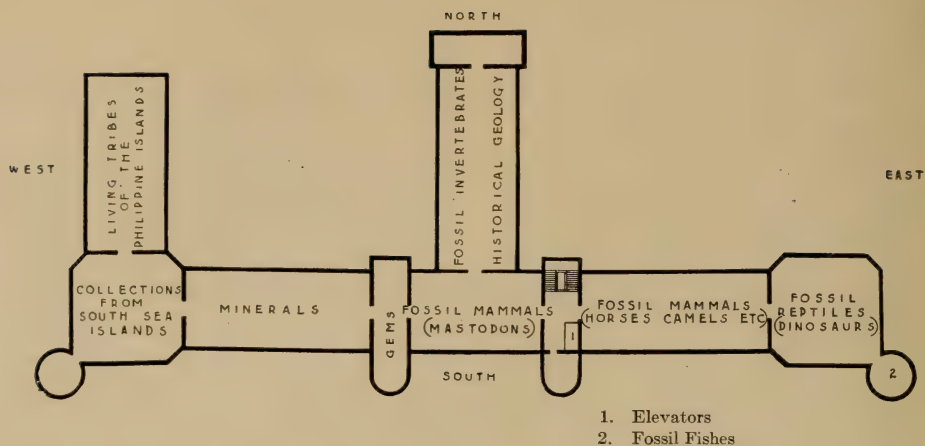 NORTH
WEST
EAST
LIVING TRIBES
OF THE
PHILIPPINE ISLANDS
FOSSIL INVERTEBRATES
HISTORICAL GEOLOGY
COLLECTIONS
FROM
SOUTH SEA
ISLANDS
MINERALS
GEMS
FOSSIL MAMMALS
(MASTODONS)
1
FOSSIL MAMMALS
(HORSES CAMELS ETC)
FOSSIL
REPTILES
(DINOSAURS)
2
SOUTH
1. Elevators
2. Fossil Fishes